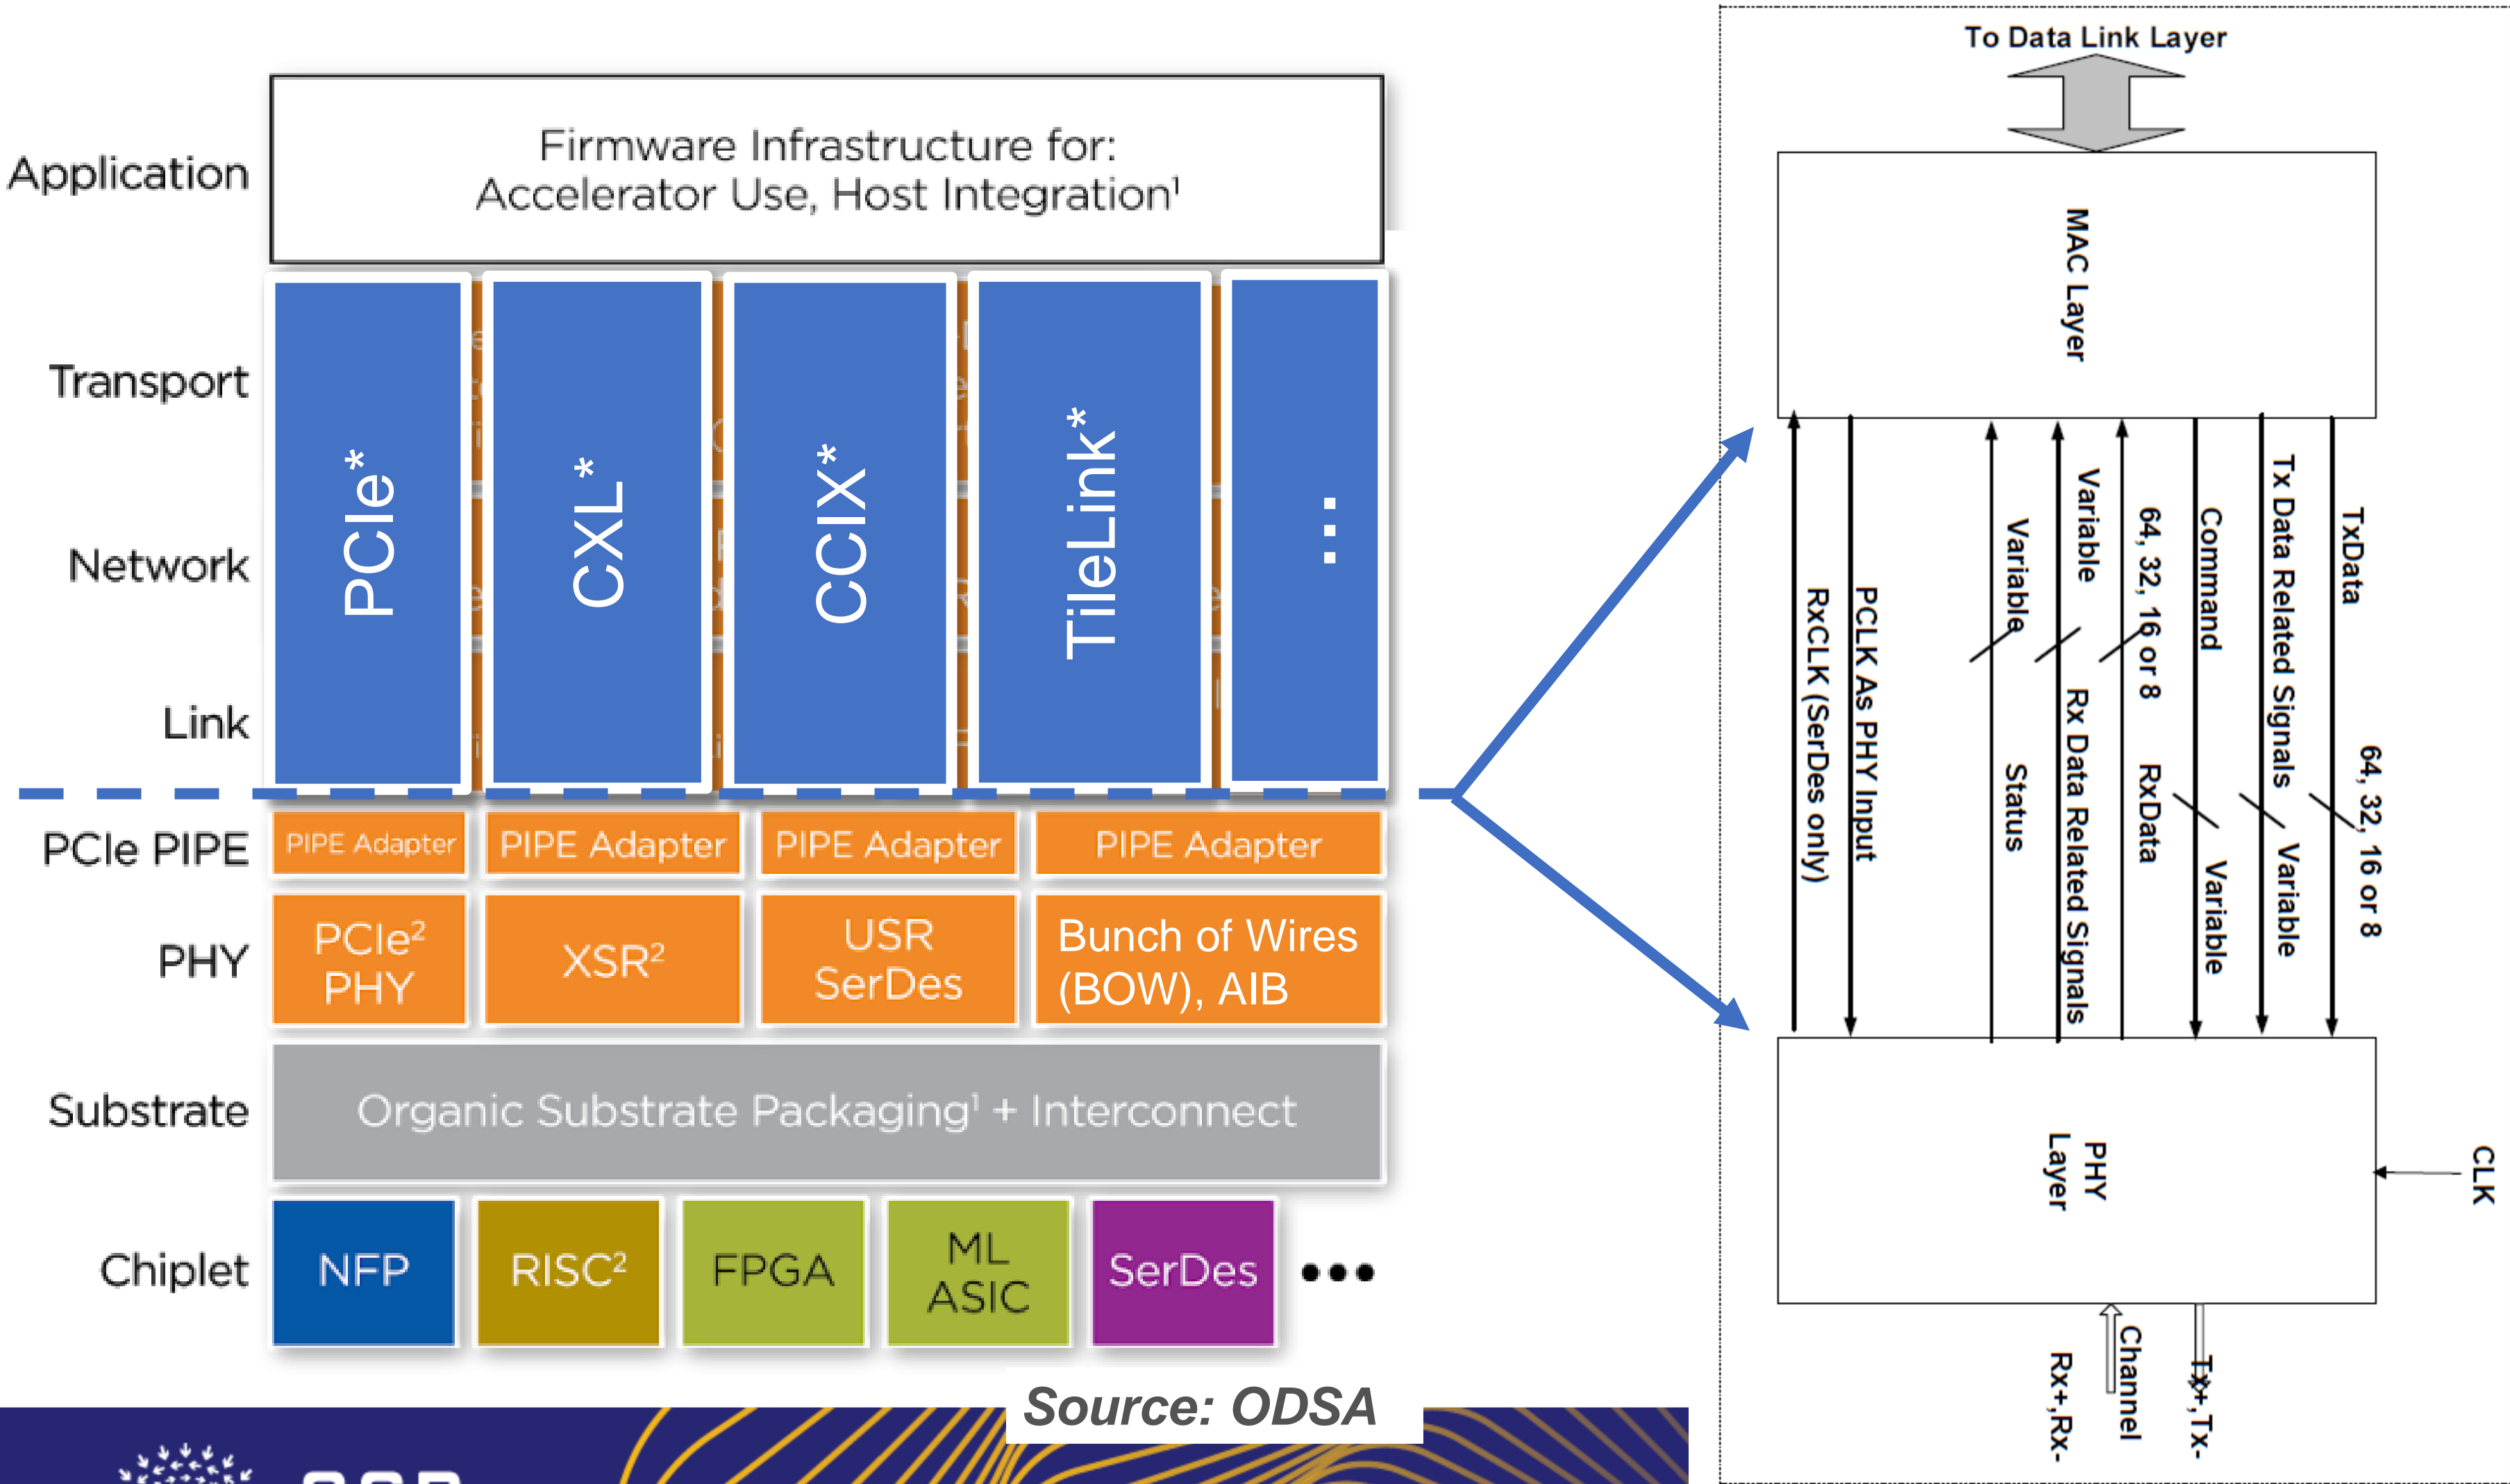 Application
Firmware Infrastructure for:
Accelerator Use, Host Integration¹
Transport
Network
Link
PCIe*
CXL*
CCIX*
TileLink*
...
PCIe PIPE
PIPE Adapter
PIPE Adapter
PIPE Adapter
PIPE Adapter
PHY
PCIe²
PHY
XSR²
USR
SerDes
Bunch of Wires
(BOW), AIB
Substrate
Organic Substrate Packaging¹ + Interconnect
Chiplet
NFP
RISC²
FPGA
ML
ASIC
SerDes
•••
Source: ODSA
To Data Link Layer
MAC Layer
RxCLK (SerDes only)
PCLK As PHY Input
Variable
Status
Variable
Rx Data Related Signals
64, 32, 16 or 8
RxData
Command
Variable
Tx Data Related Signals
Variable
TxData
64, 32, 16 or 8
PHY
Layer
CLK
Rx+,Rx-
Channel
Tx+,Tx-